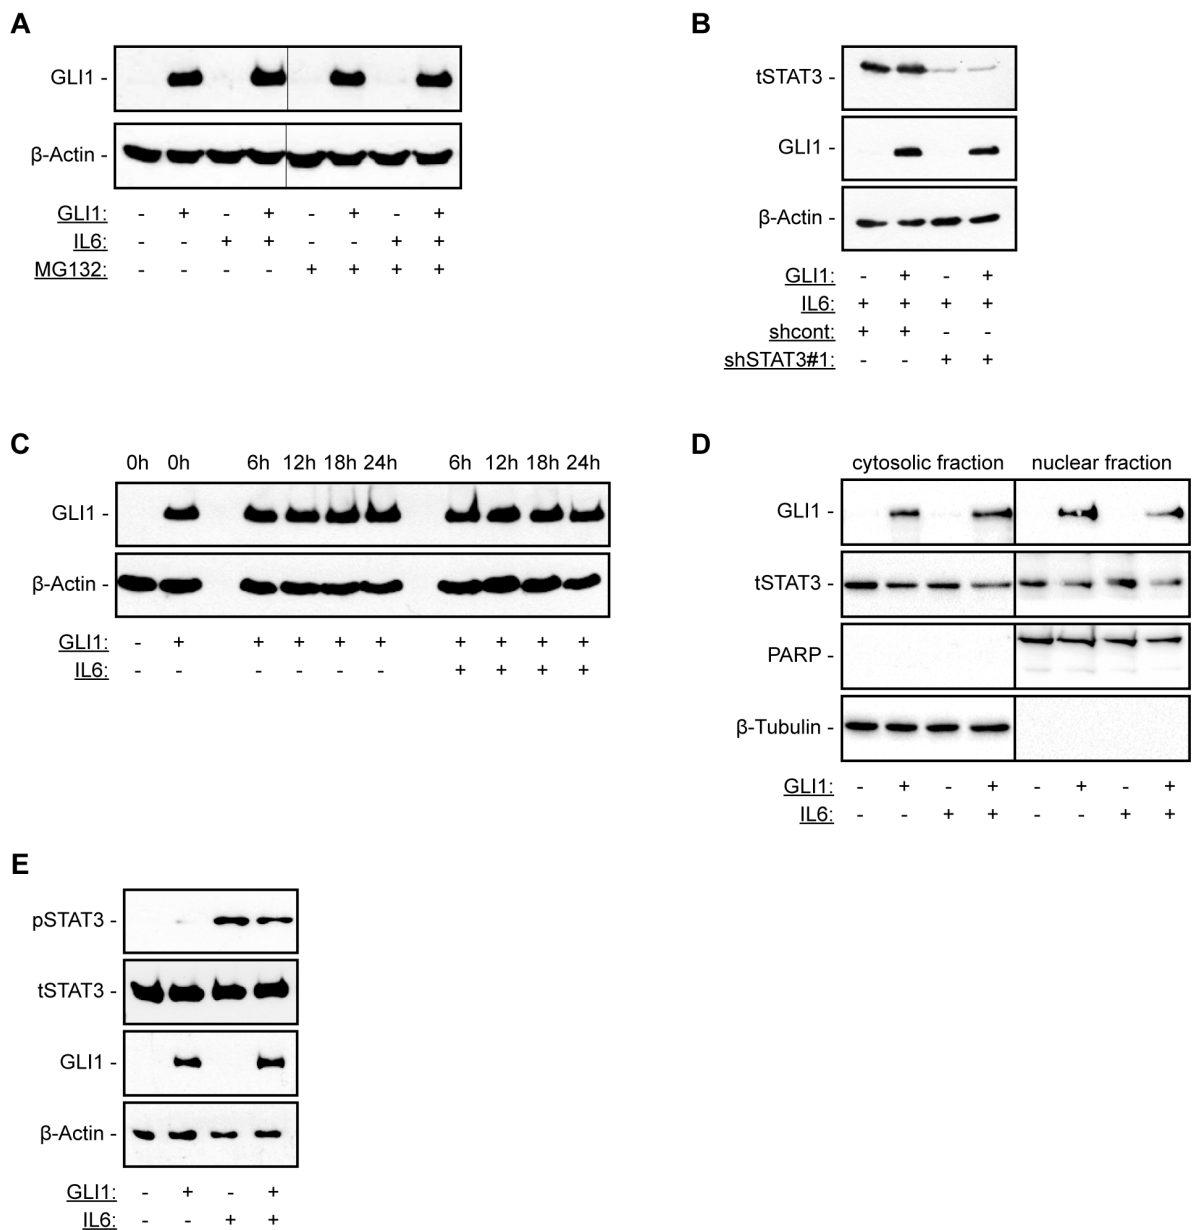 A
GLI1 -
β-Actin -
GLI1: - + - + - + - +
IL6: - - + + - - + +
MG132: - - - - + + + +
B
tSTAT3 -
GLI1 -
β-Actin -
GLI1: - + - +
IL6: + + + +
shcont: + + - -
shSTAT3#1: - - + +
C
0h 0h 6h 12h 18h 24h 6h 12h 18h 24h
GLI1 -
β-Actin -
GLI1: - + + + + + + + + +
IL6: - - - - - - + + + +
D
cytosolic fraction nuclear fraction
GLI1 -
tSTAT3 -
PARP -
β-Tubulin -
GLI1: - + - + - + - +
IL6: - - + + - - + +
E
pSTAT3 -
tSTAT3 -
GLI1 -
β-Actin -
GLI1: - + - +
IL6: - - + +